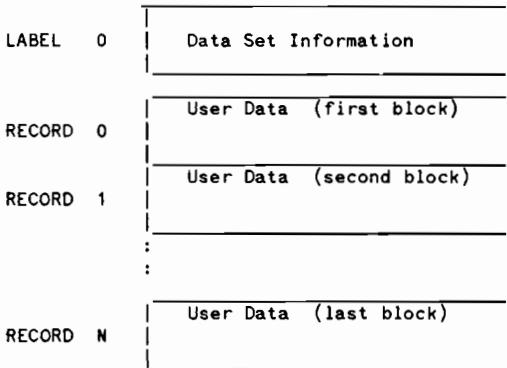 LABEL 0 Data Set Information
User Data (first block)
RECORD 0
User Data (second block)
RECORD 1
:
:
User Data (last block)
RECORD N